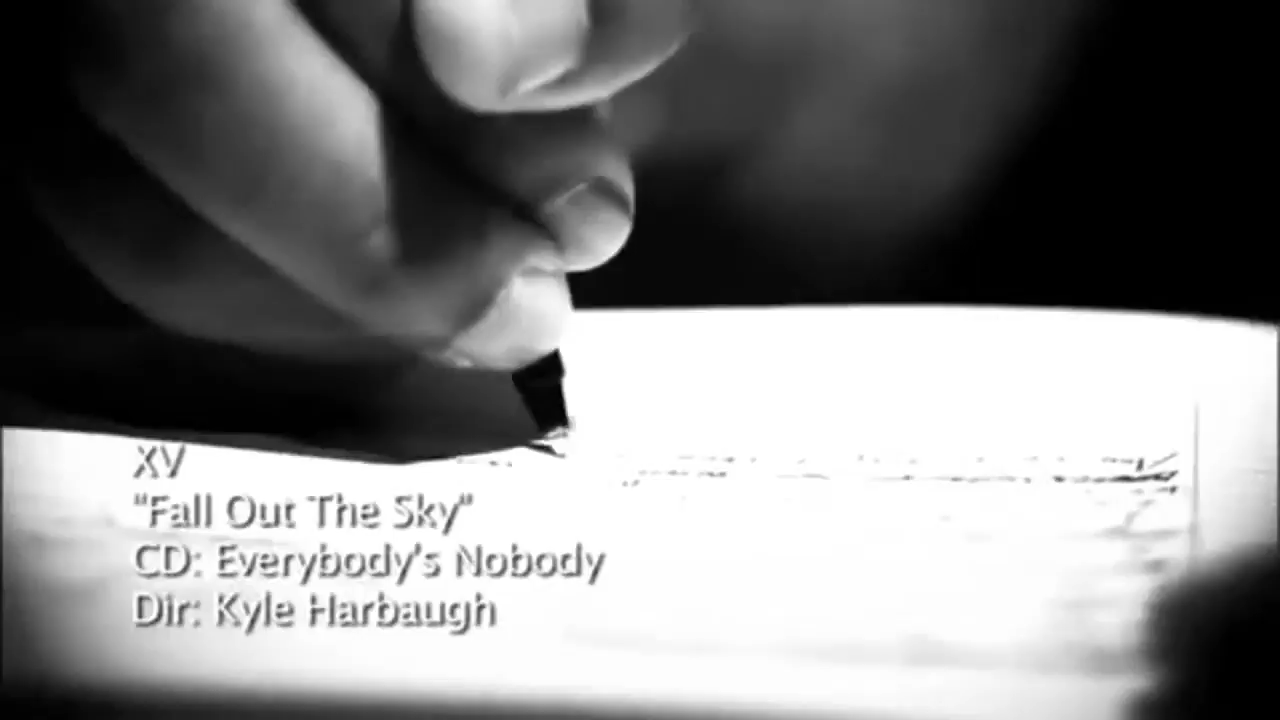 XV
"Fall Out The Sky"
CD: Everybody's Nobody
Dir: Kyle Harbaugh